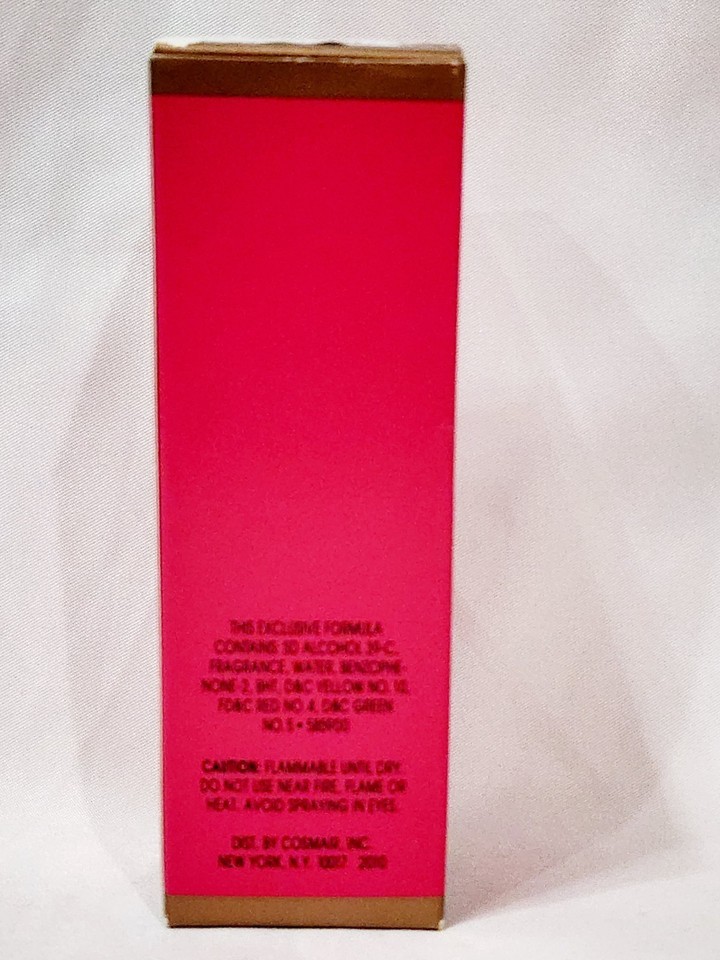 THIS EXCLUSIVE FORMULA
CONTAINS: SD ALCOHOL 39-C,
FRAGRANCE, WATER, BENZOPHE-
NONE-2, BHT, D&C YELLOW NO. 10,
FD&C RED NO. 4, D&C GREEN
NO. 5 •
CAUTION: FLAMMABLE UNTIL DRY.
DO NOT USE NEAR FIRE, FLAME OR
HEAT. AVOID SPRAYING IN EYES.
DIST. BY COSMAIR, INC.
NEW YORK, N.Y. 10017 2010